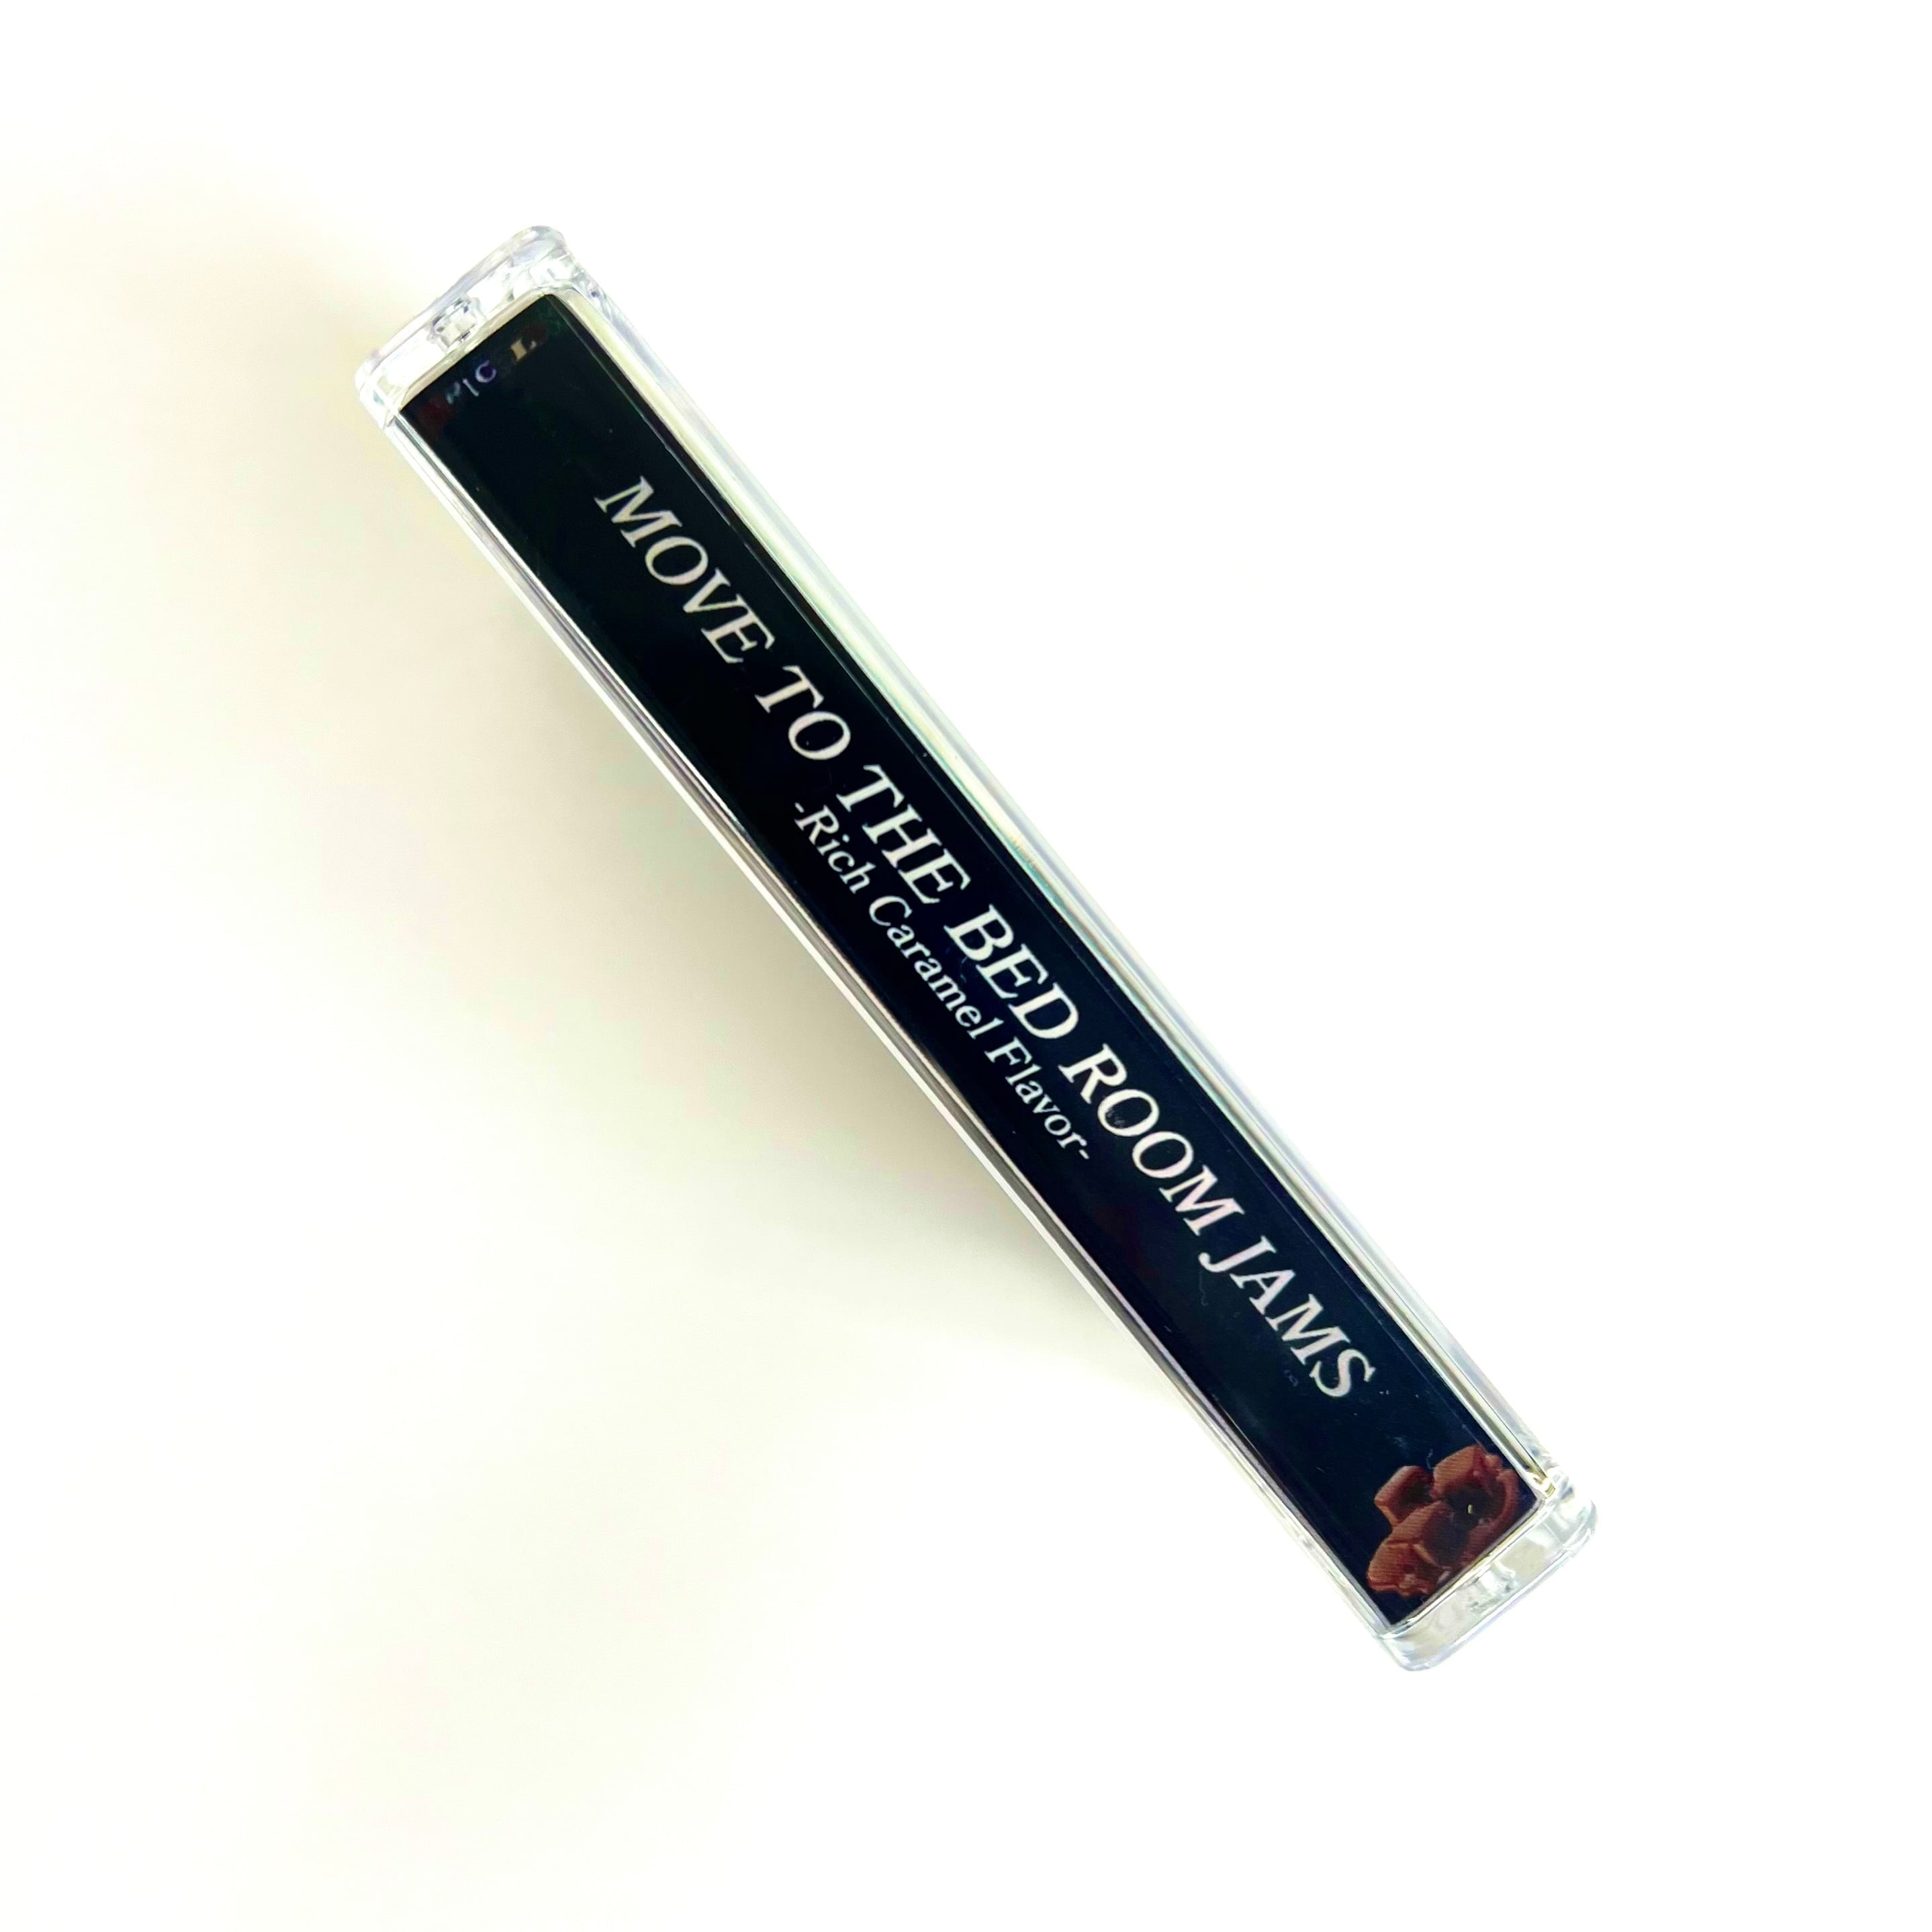 MOVE TO THE BED ROOM JAMS
-Rich Caramel Flavor-